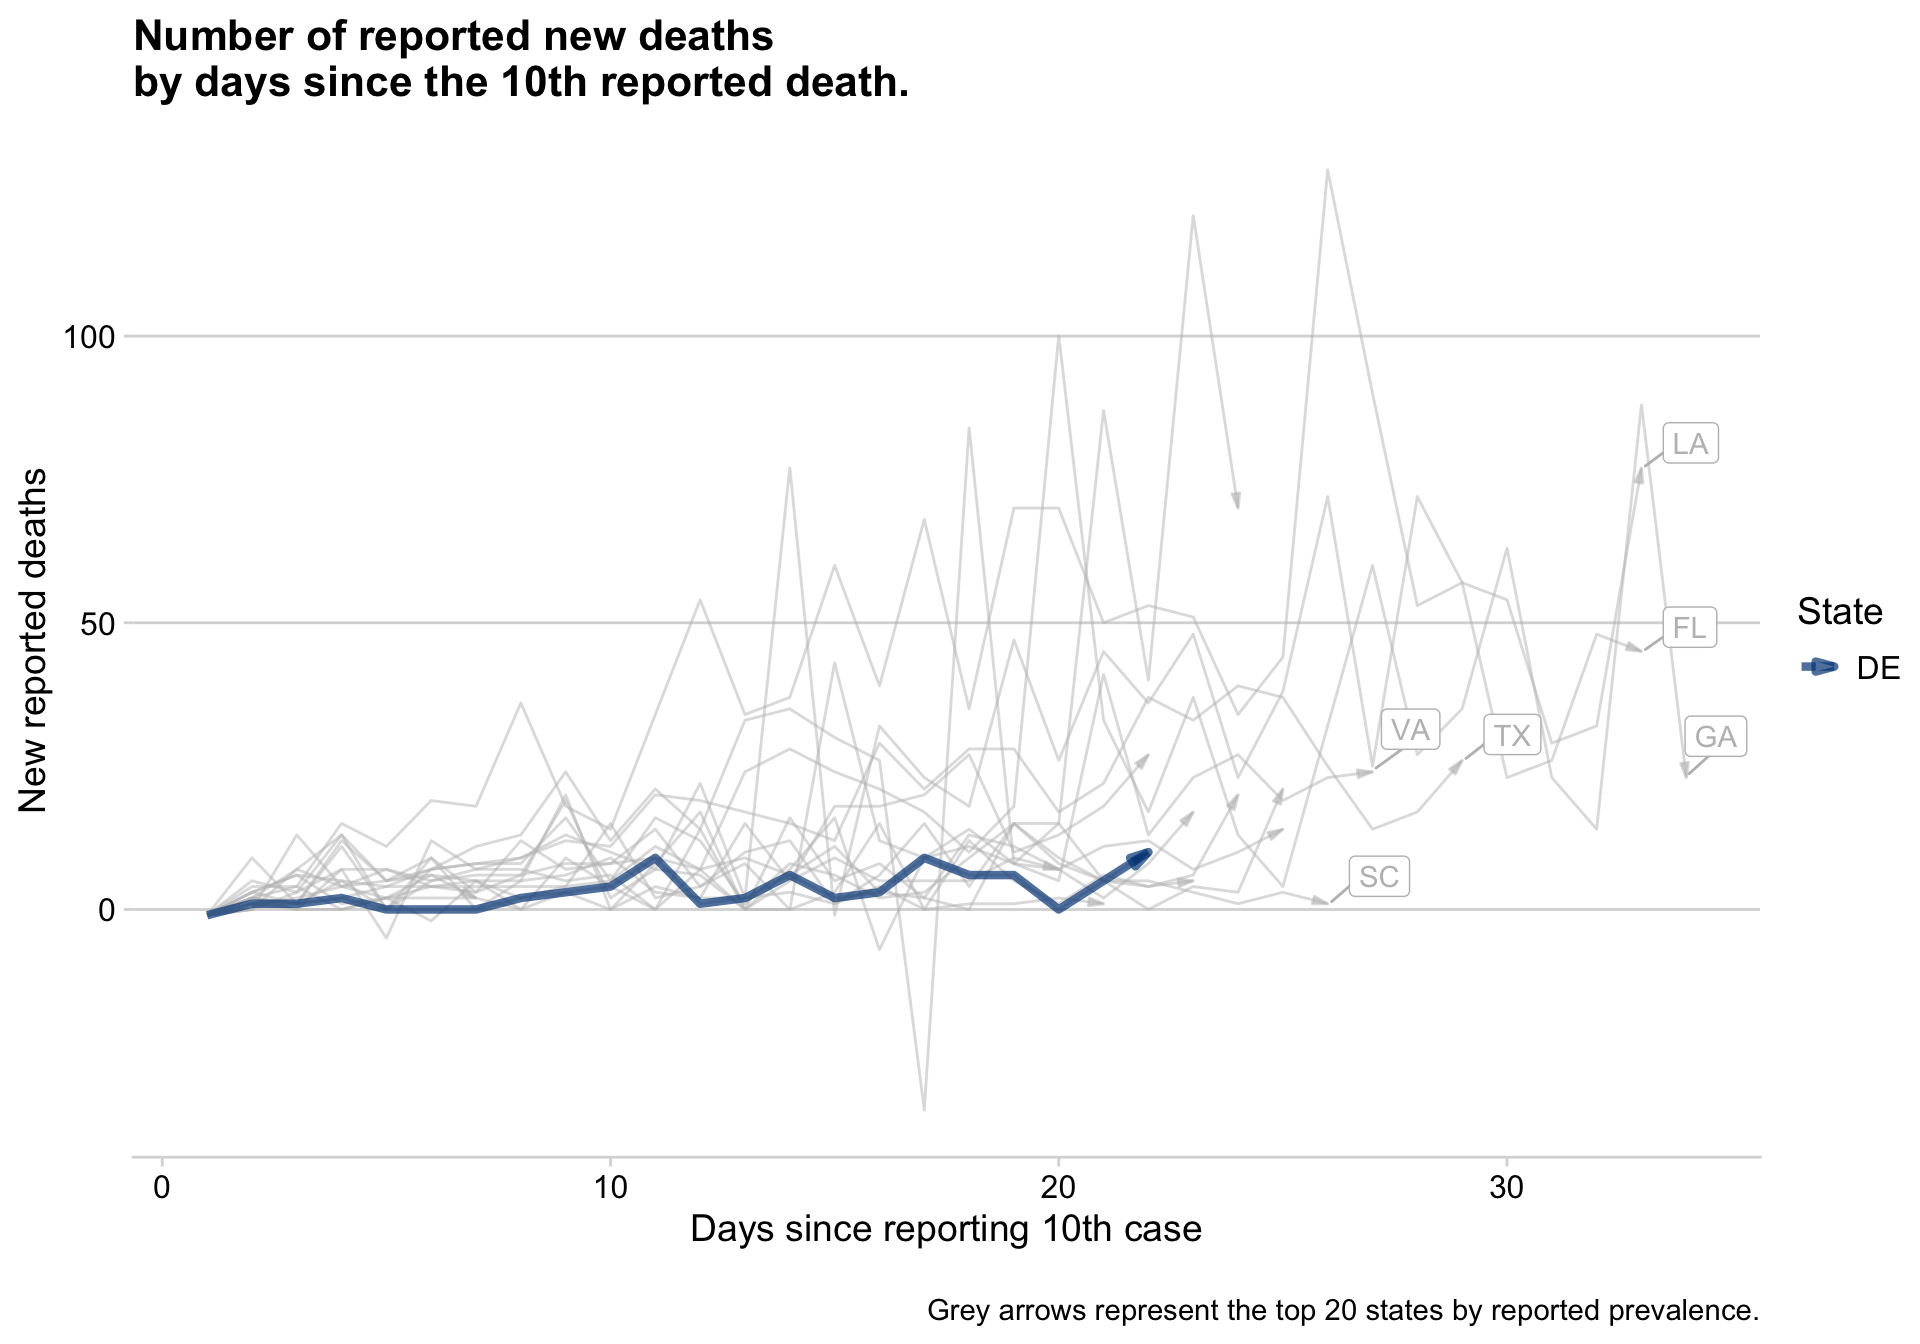 Number of reported new deaths
by days since the 10th reported death.
New reported deaths
100
50
0
LA
FL
VA
TX
GA
SC
State
DE
0
10
20
30
Days since reporting 10th case
Grey arrows represent the top 20 states by reported prevalence.